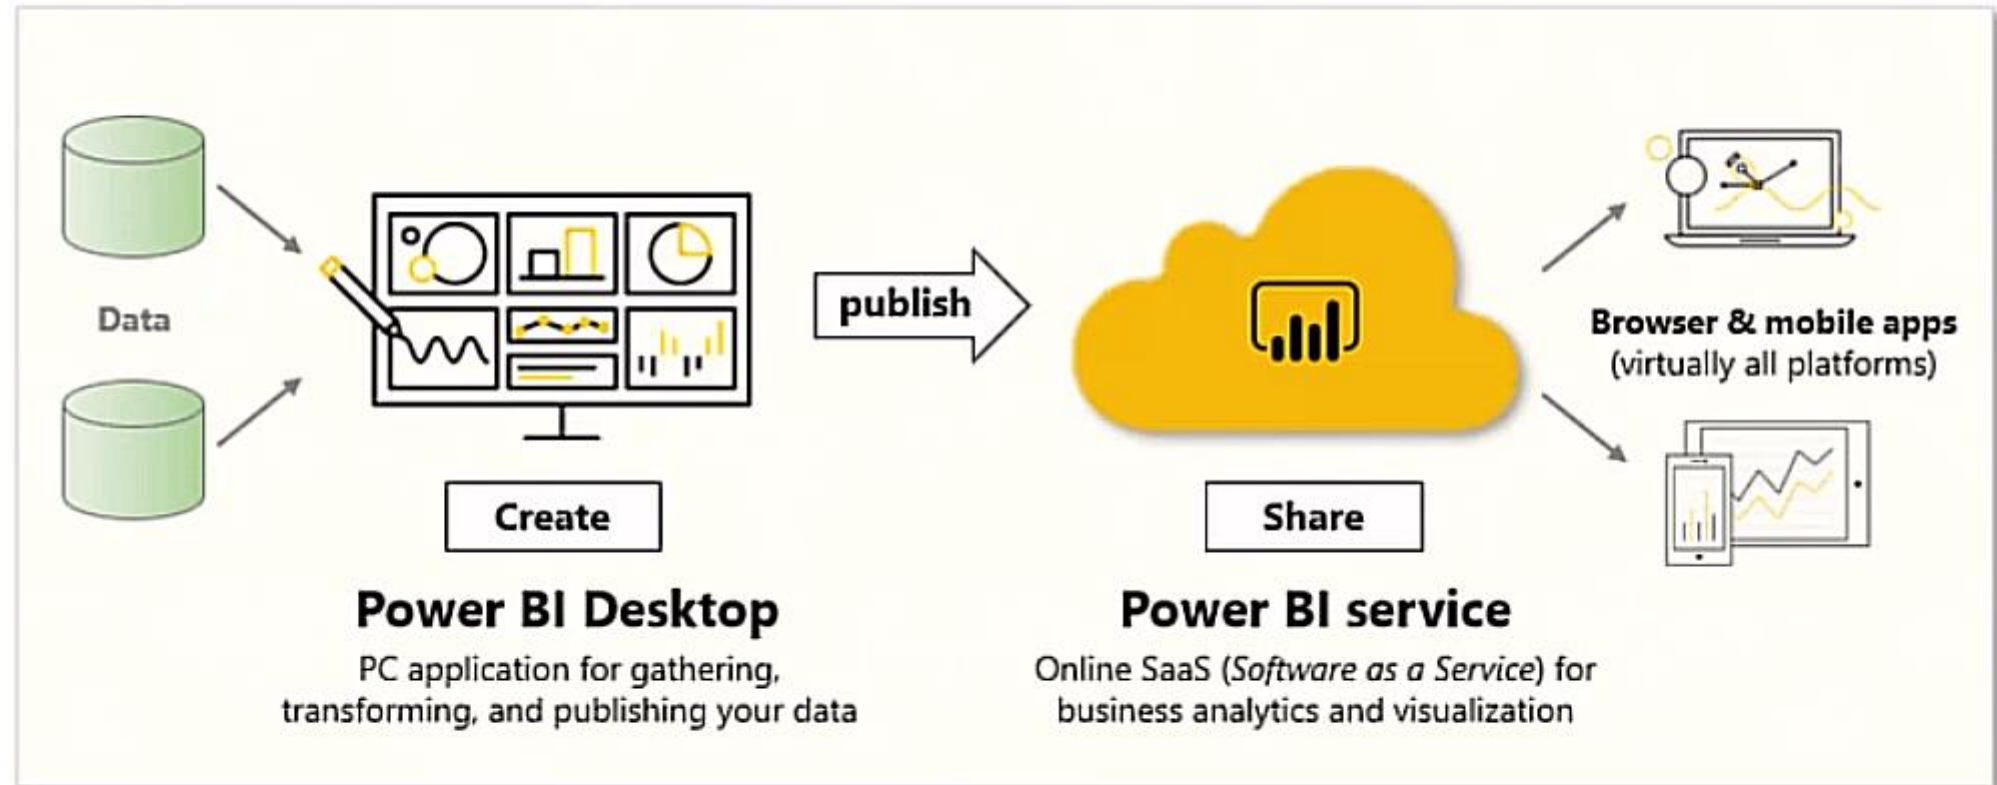 Data
publish
Browser & mobile apps
(virtually all platforms)
Create
Share
Power BI Desktop
Power BI service
PC application for gathering,
transforming, and publishing your data
Online SaaS (Software as a Service) for
business analytics and visualization